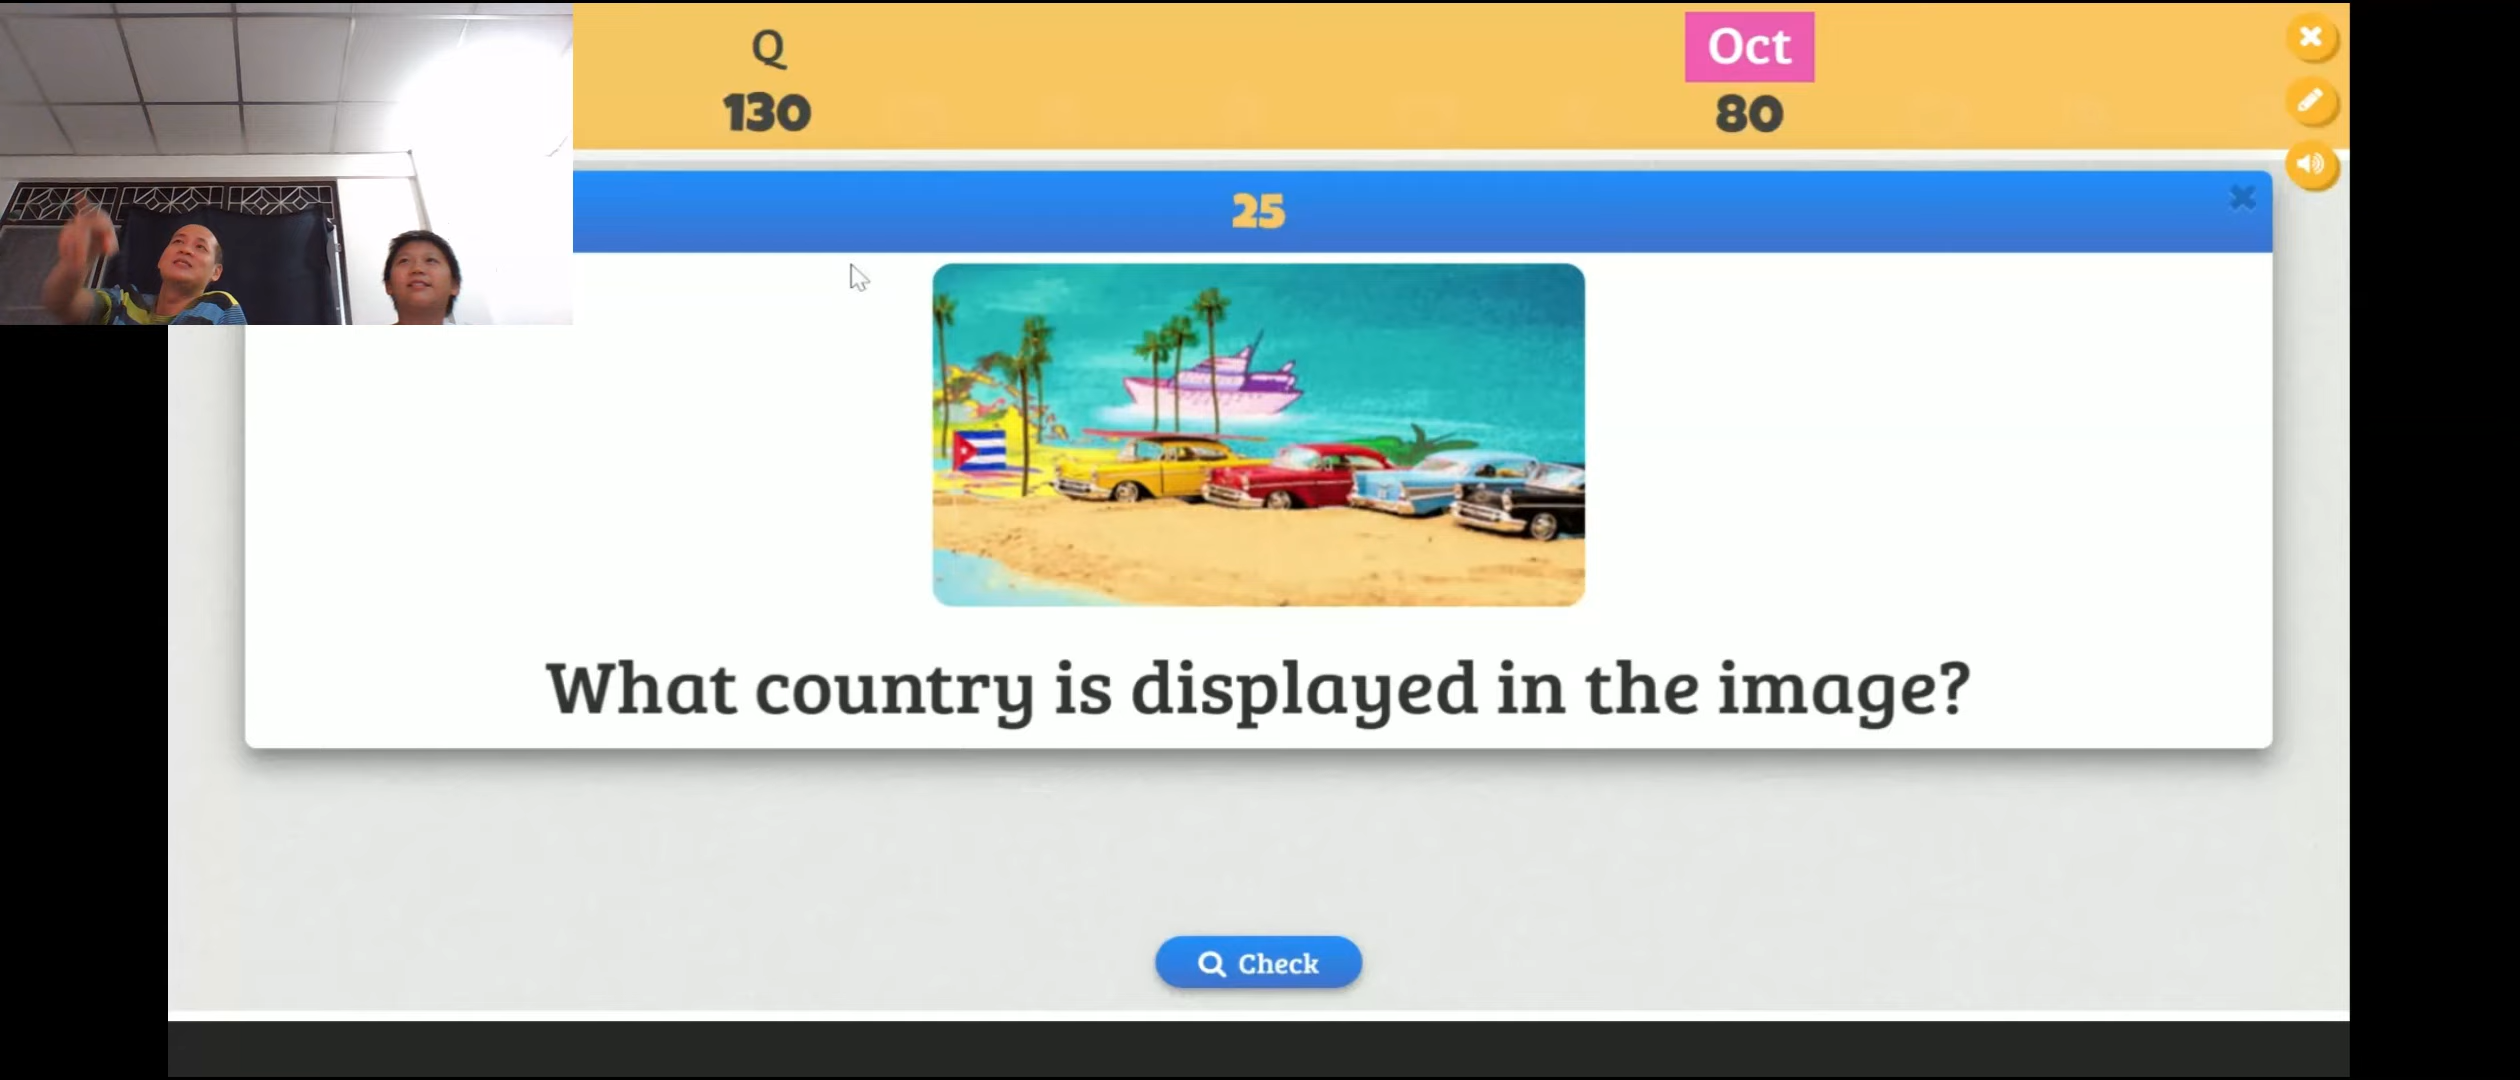 Q
Oct
130
80
25
What country is displayed in the image?
Check